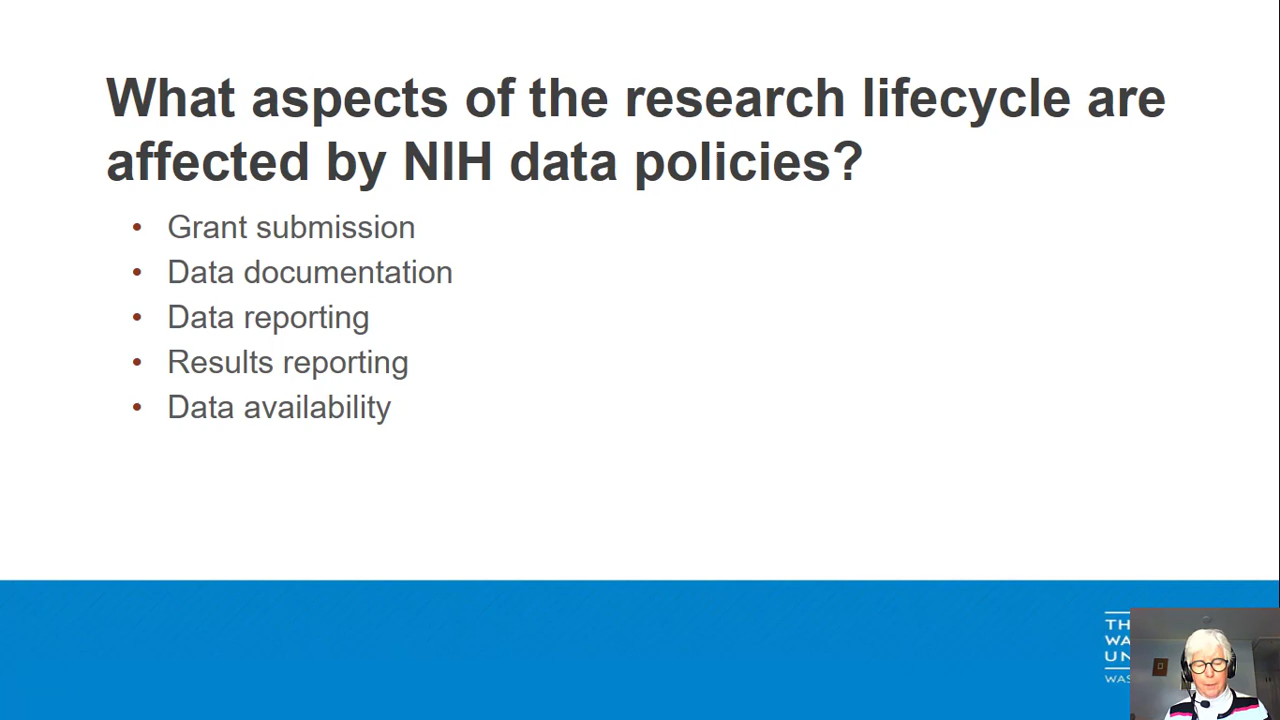 What aspects of the research lifecycle are
affected by NIH data policies?
• Grant submission
• Data documentation
• Data reporting
• Results reporting
• Data availability